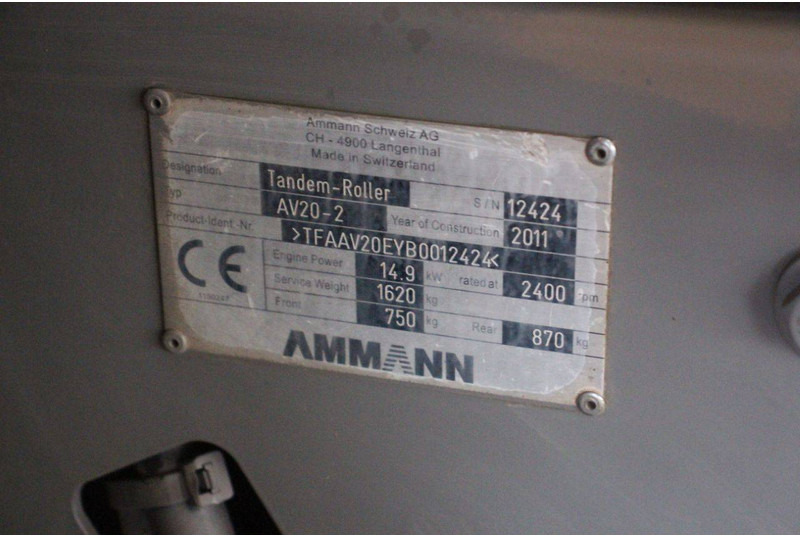 Ammann Schweiz AG
CH - 4900 Langenthal
Made in Switzerland
Designation Tandem-Roller S / N 12424
Typ AV20-2 Year of Construction 2011
Product-Ident.-Nr. >TFAAV20EYB0012424<
CE Engine Power 14.9 kW rated at 2400 rpm
Service Weight 1620 kg
Front 750 kg Rear 870 kg
AMMANN